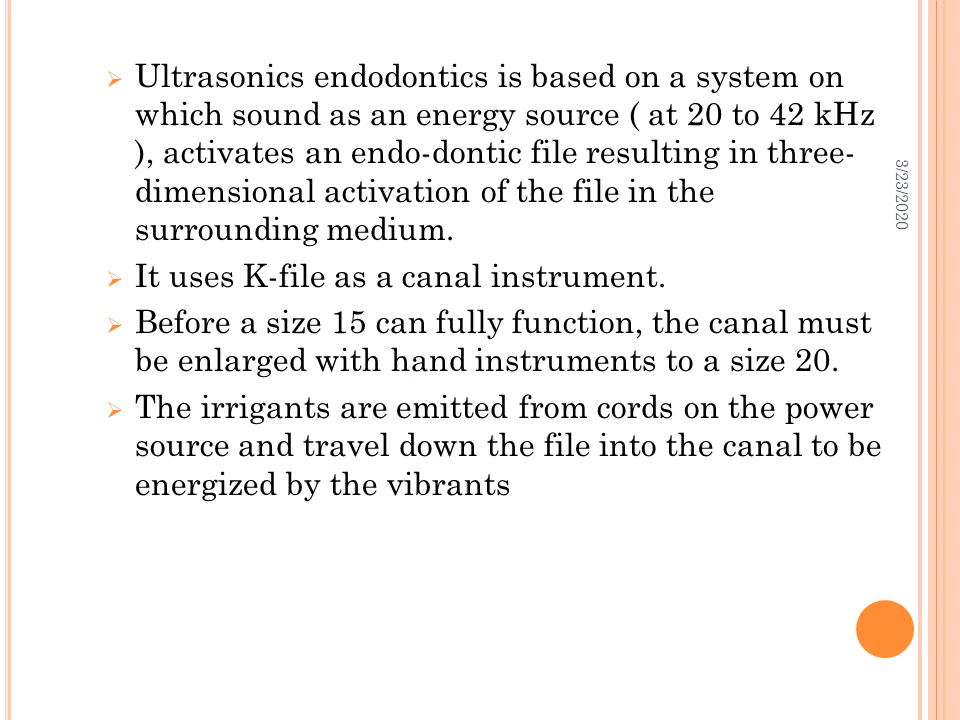 Ultrasonics endodontics is based on a system on
which sound as an energy source ( at 20 to 42 kHz
), activates an endo-dontic file resulting in three-
dimensional activation of the file in the
surrounding medium.
It uses K-file as a canal instrument.
Before a size 15 can fully function, the canal must
be enlarged with hand instruments to a size 20.
The irrigants are emitted from cords on the power
source and travel down the file into the canal to be
energized by the vibrants
3/23/2020